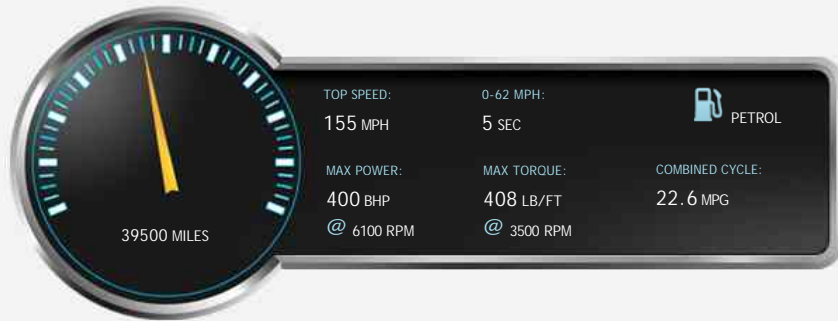 39500 MILES
TOP SPEED:
155 MPH
0-62 MPH:
5 SEC
PETROL
MAX POWER:
400 BHP
@ 6100 RPM
MAX TORQUE:
408 LB/FT
@ 3500 RPM
COMBINED CYCLE:
22.6 MPG